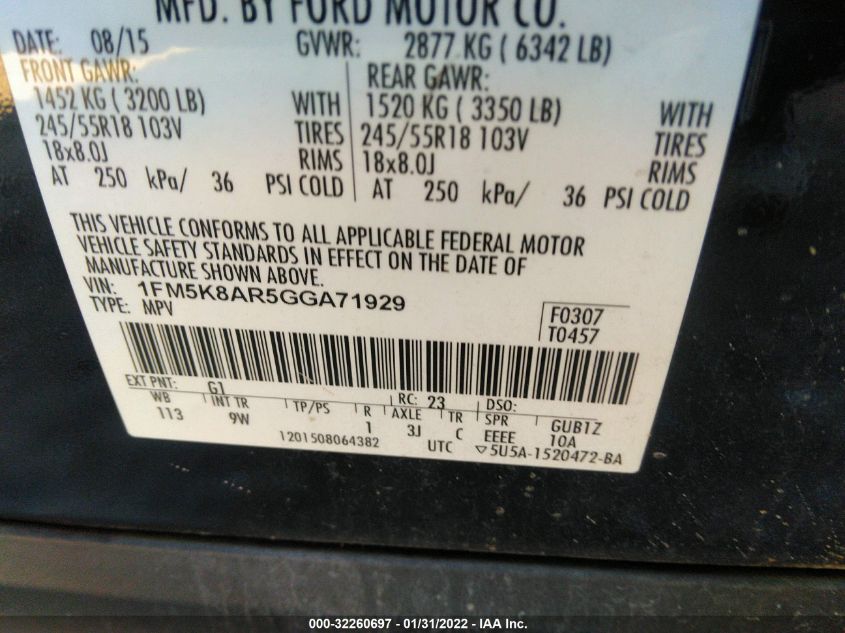 MFD. BY FORD MOTOR CO.
DATE: 08/15 GVWR: 2877 KG ( 6342 LB)
FRONT GAWR: REAR GAWR:
1452 KG ( 3200 LB) WITH 1520 KG ( 3350 LB) WITH
245/55R18 103V TIRES 245/55R18 103V TIRES
18x8.0J RIMS 18x8.0J RIMS
AT 250 kPa/ 36 PSI COLD AT 250 kPa/ 36 PSI COLD
THIS VEHICLE CONFORMS TO ALL APPLICABLE FEDERAL MOTOR
VEHICLE SAFETY STANDARDS IN EFFECT ON THE DATE OF
MANUFACTURE SHOWN ABOVE.
VIN: 1FM5K8AR5GGA71929
TYPE: MPV
F0307
T0457
EXT PNT: G1 RC: 23 DSO:
WB INT TR TP/PS R AXLE TR SPR GUB1Z
113 9W 1 3J C EEEE 10A
1201508064382 UTC ▽5U5A-1520472-BA
000-32260697 - 01/31/2022 - IAA Inc.